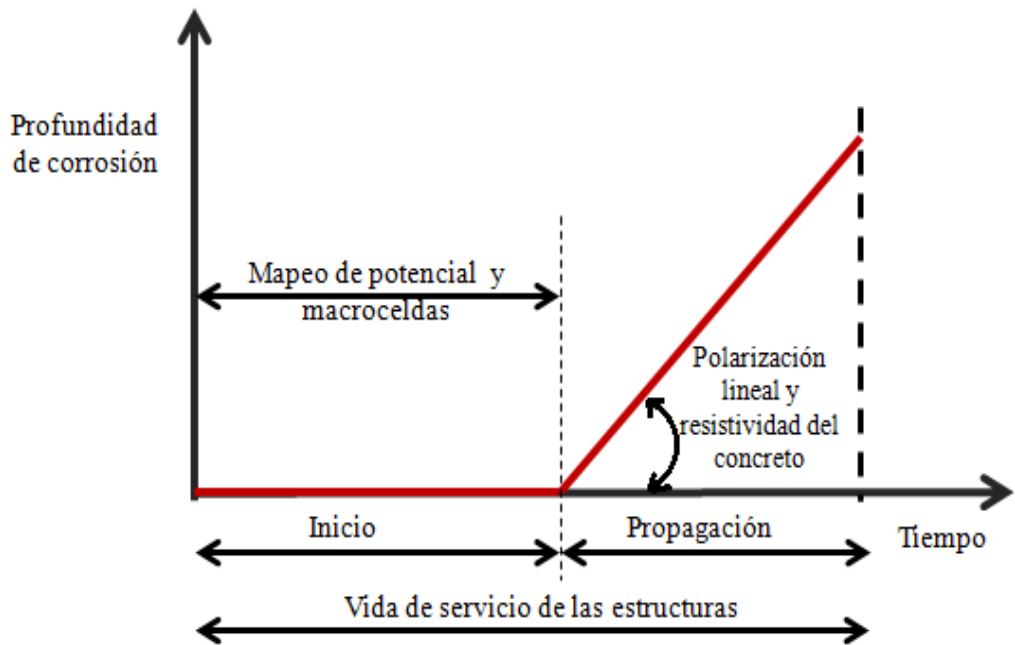 Profundidad
de corrosión
Mapeo de potencial y
macroceldas
Polarización
lineal y
resistividad del
concreto
Inicio
Propagación
Tiempo
Vida de servicio de las estructuras